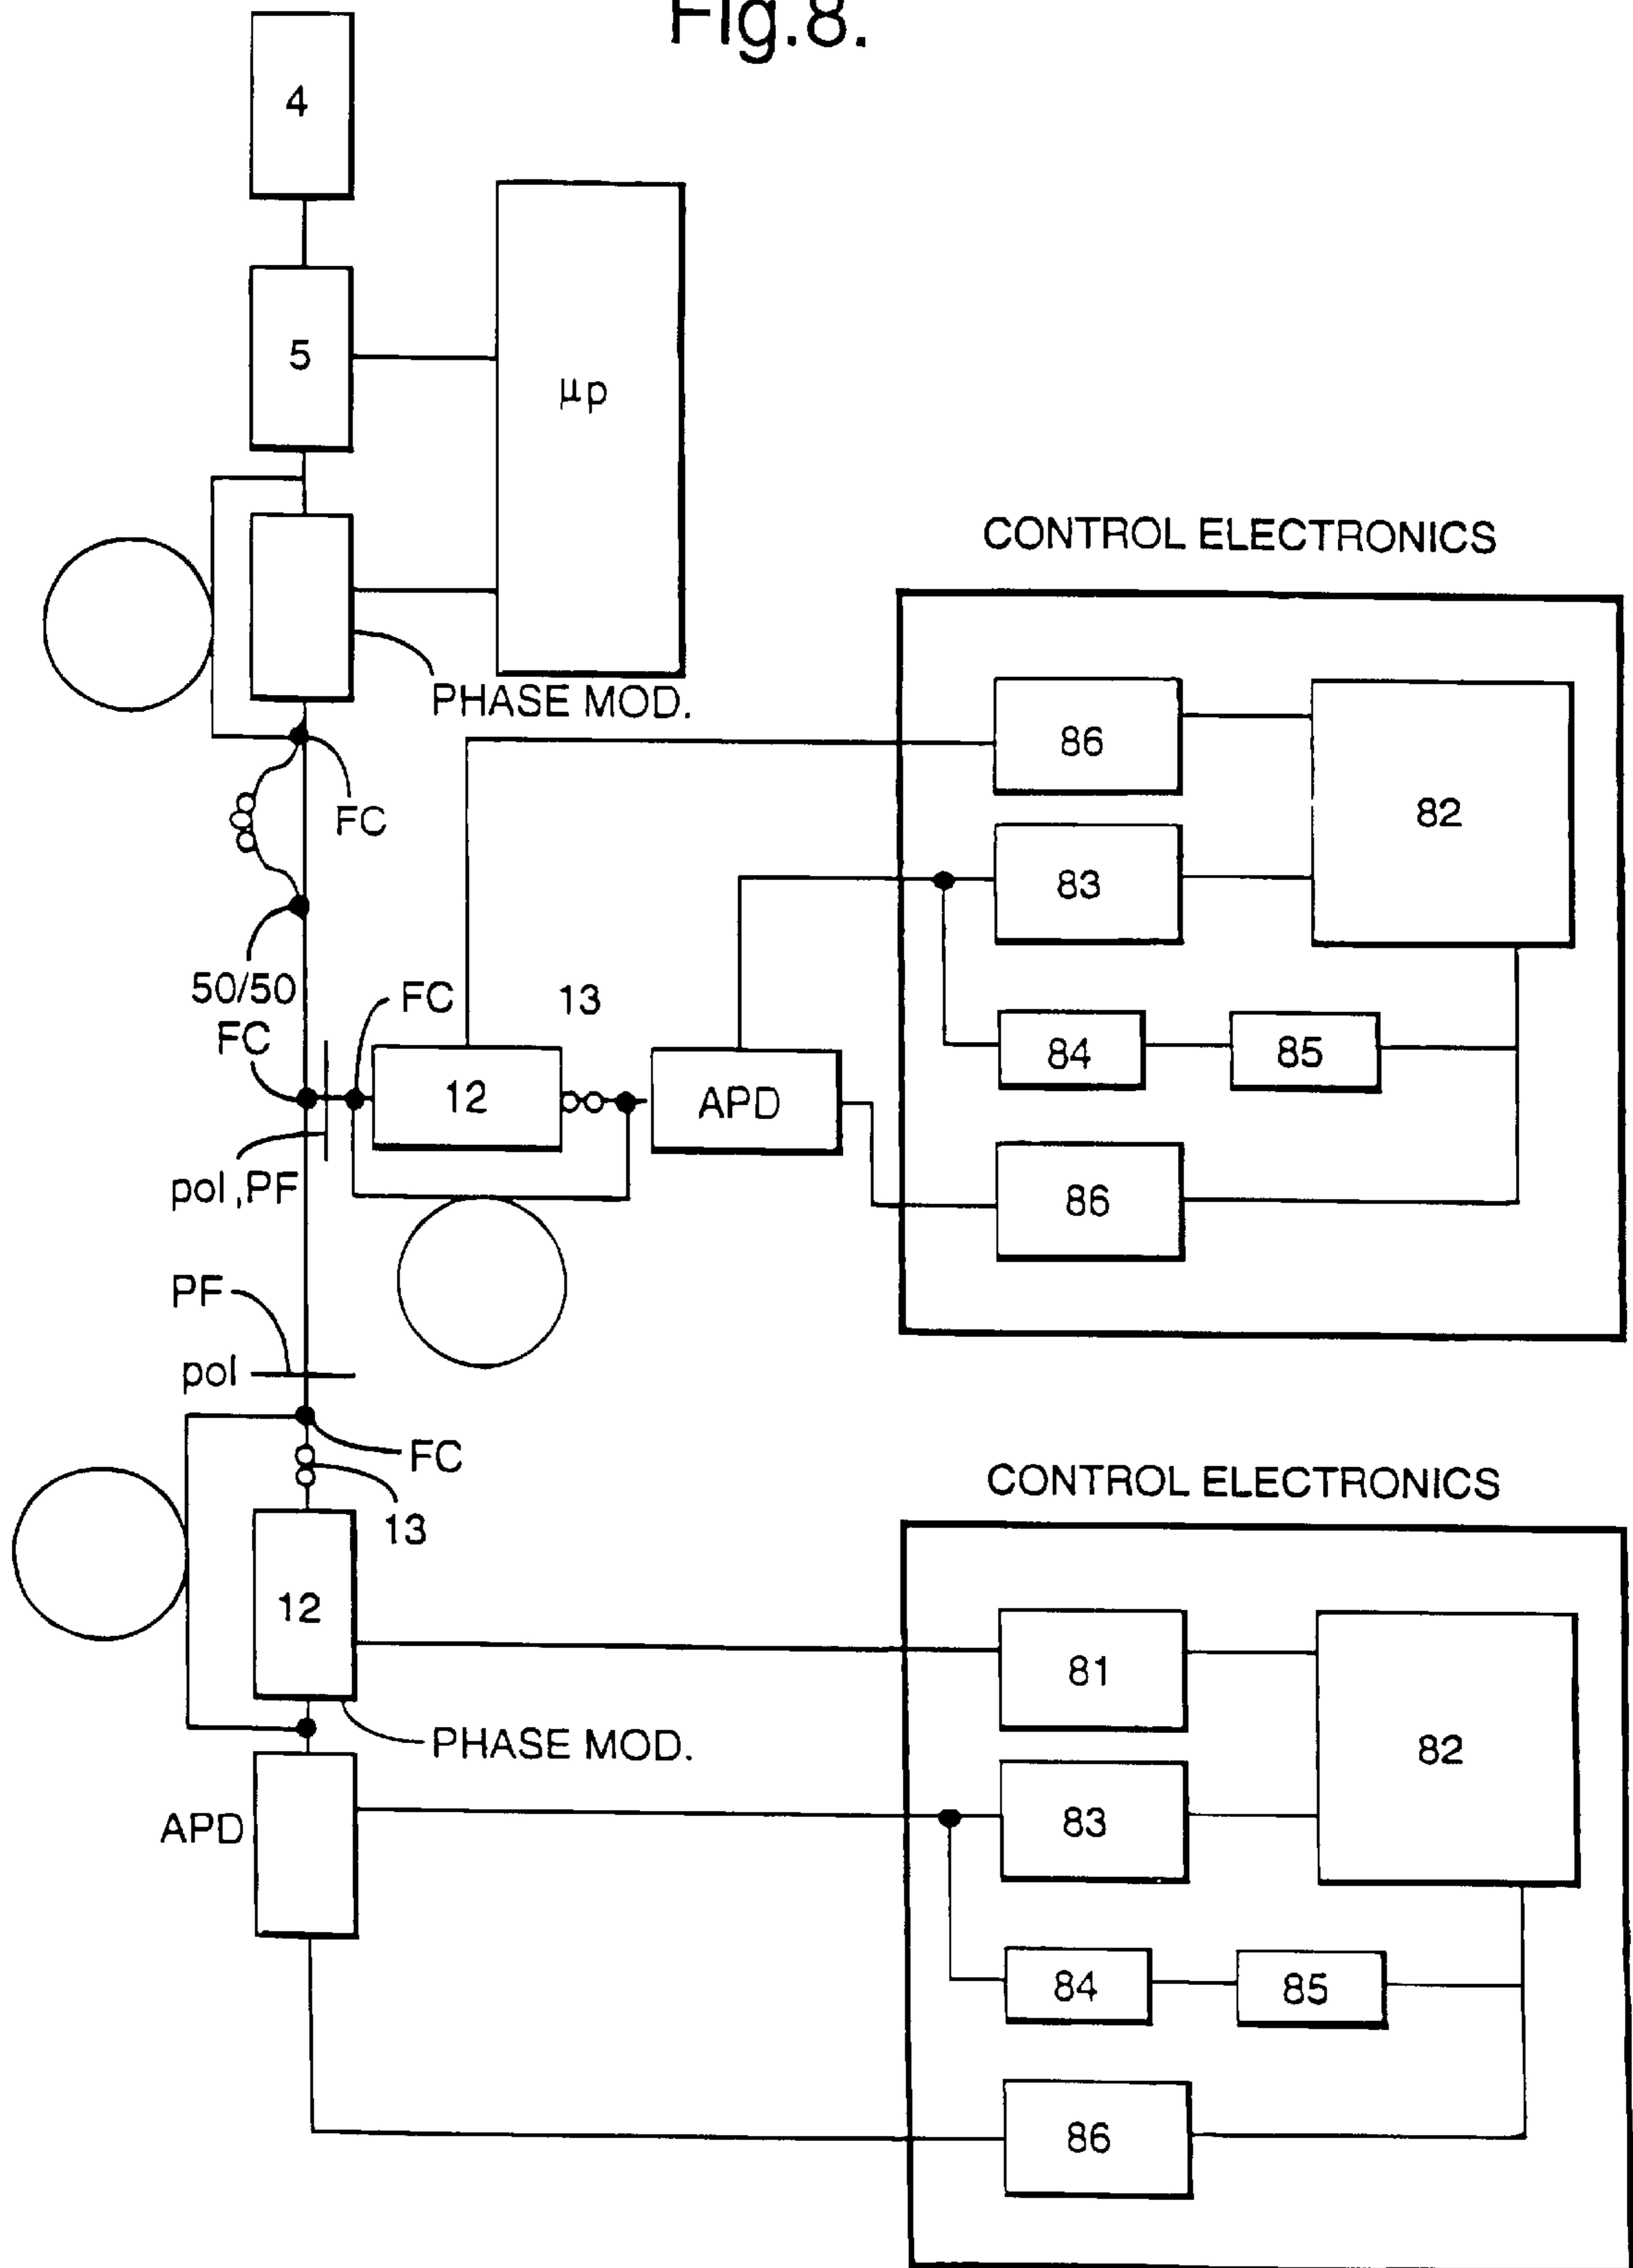 Fig.8.
4
5
μp
PHASE MOD.
FC
50/50
FC
FC
13
12
APD
pol,PF
CONTROL ELECTRONICS
86
82
83
84
85
86
PF
pol
FC
13
12
PHASE MOD.
APD
CONTROL ELECTRONICS
81
82
83
84
85
86